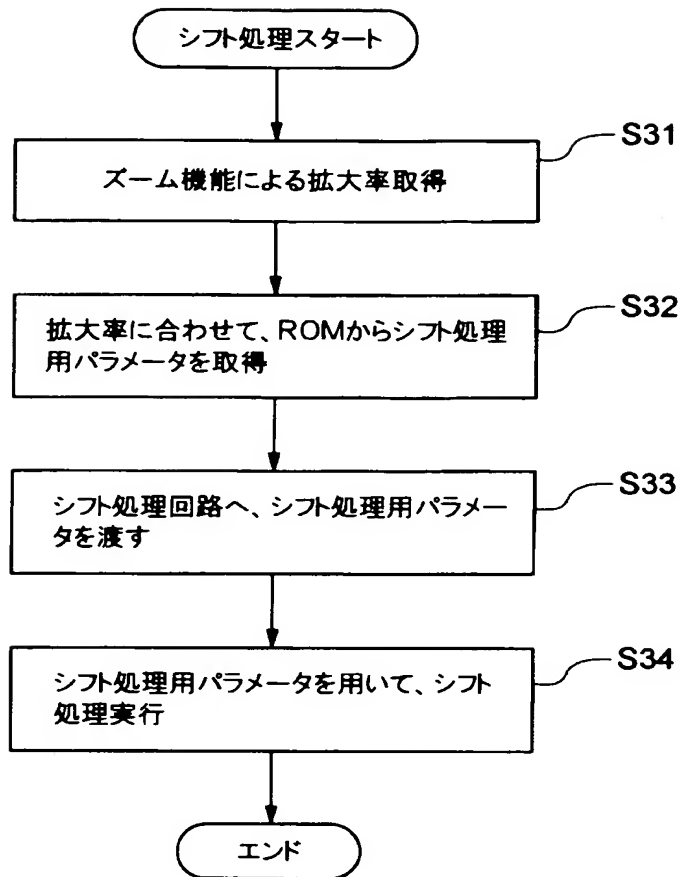 シフト処理スタート
S31
ズーム機能による拡大率取得
S32
拡大率に合わせて、ROMからシフト処理
用パラメータを取得
S33
シフト処理回路へ、シフト処理用パラメー
タを渡す
S34
シフト処理用パラメータを用いて、シフト
処理実行
エンド